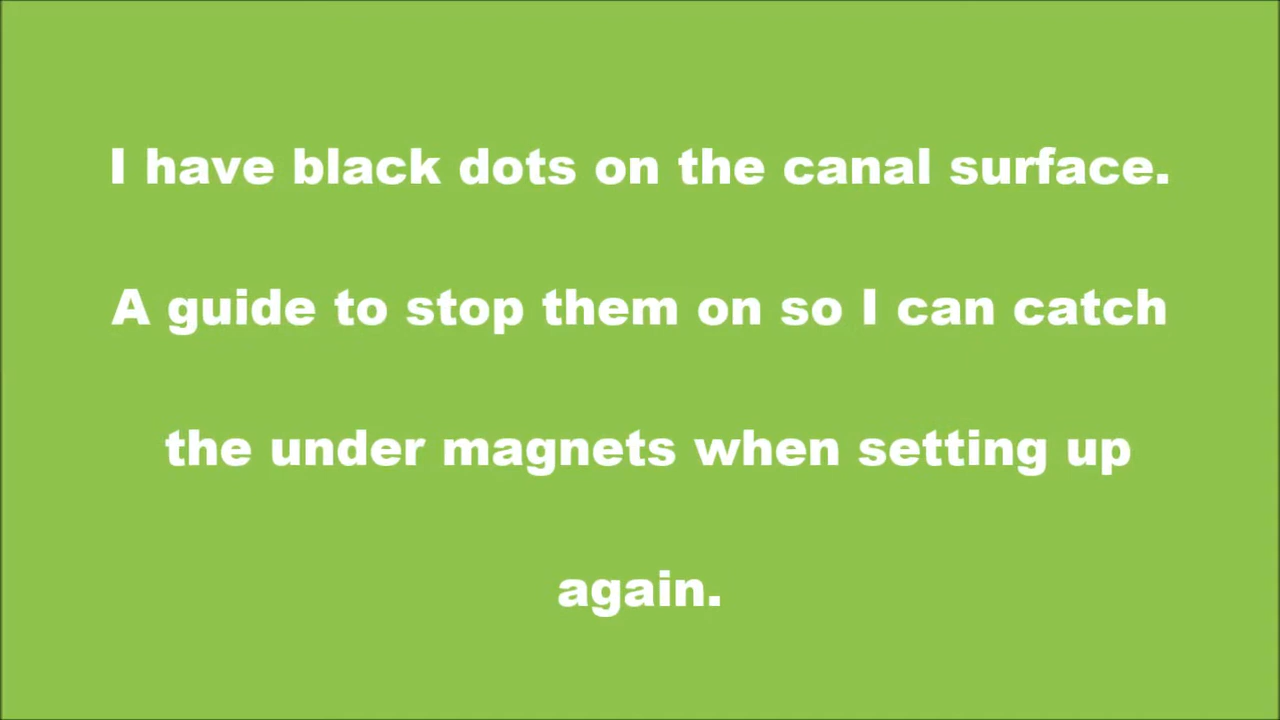 I have black dots on the canal surface.
A guide to stop them on so I can catch
the under magnets when setting up
again.